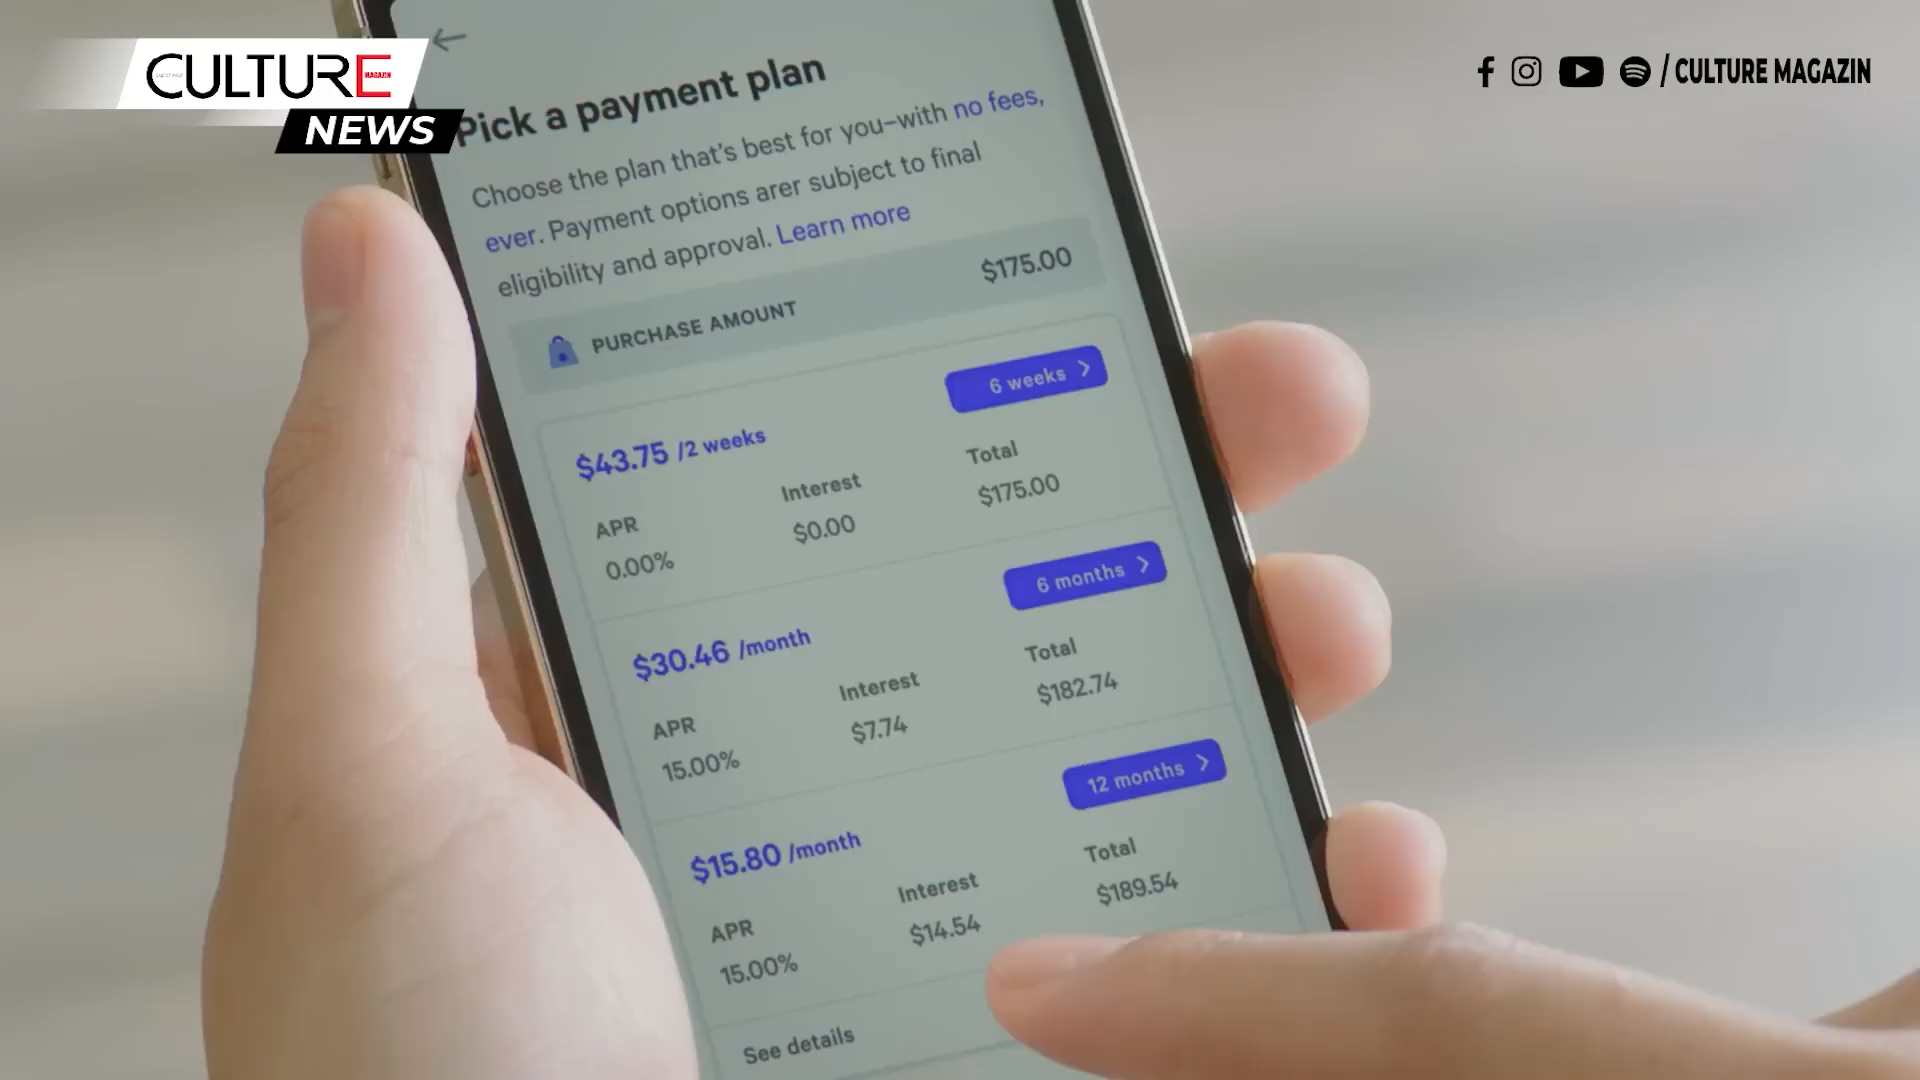 CULTURE
MAGAZIN
NEWS
/ CULTURE MAGAZIN
Pick a payment plan
Choose the plan that's best for you–with no fees,
ever. Payment options arer subject to final
eligibility and approval. Learn more
PURCHASE AMOUNT $175.00
6 weeks
$43.75 /2 weeks
APR Interest Total
0.00% $0.00 $175.00
6 months
$30.46 /month
APR Interest Total
15.00% $7.74 $182.74
12 months
$15.80 /month
APR Interest Total
15.00% $14.54 $189.54
See details